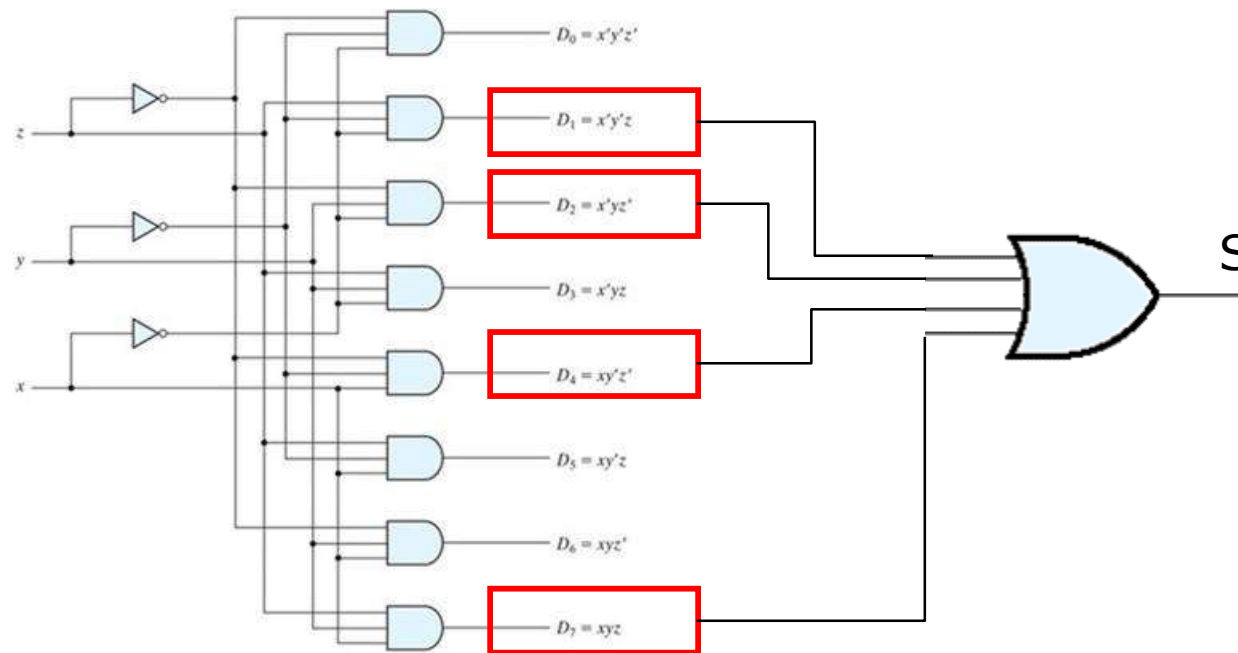 D₀ = x'y'z'
D₁ = x'y'z
z
D₂ = x'yz'
S
y
D₃ = x'yz
x
D₄ = xy'z'
D₅ = xy'z
D₆ = xyz'
D₇ = xyz